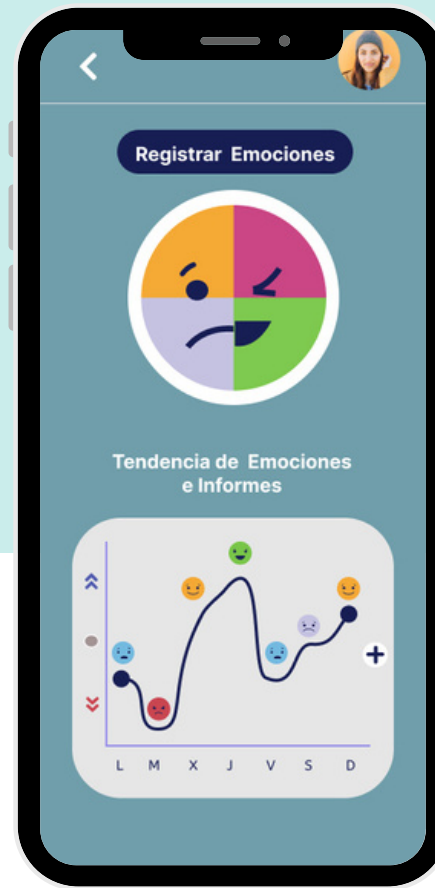 Registrar Emociones
Tendencia de Emociones
e Informes
L M X J V S D